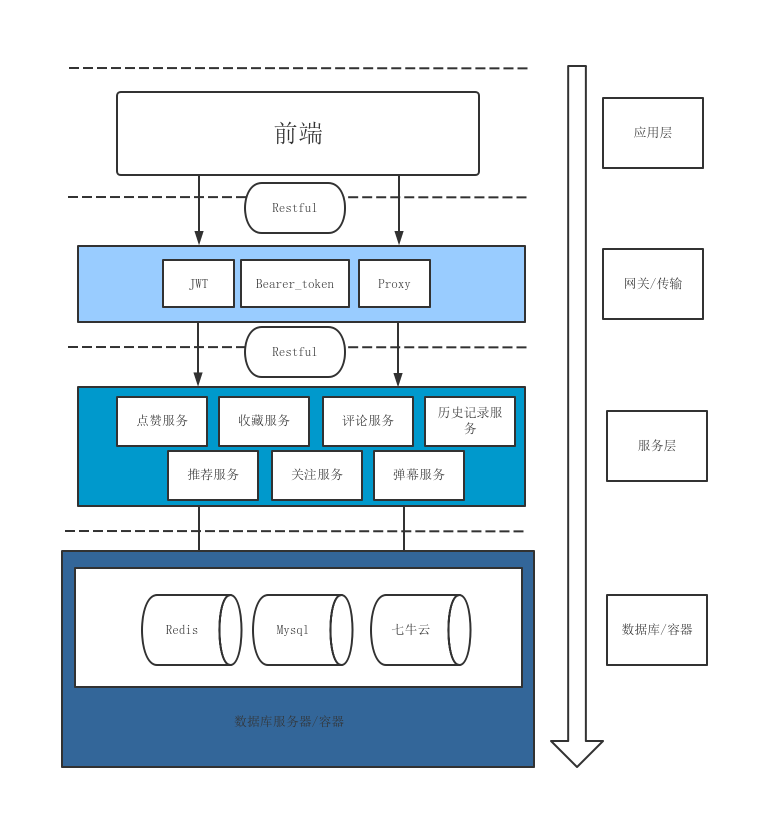 前端
应用层
Restful
JWT
Bearer_token
Proxy
网关/传输
Restful
点赞服务
收藏服务
评论服务
历史记录服
务
推荐服务
关注服务
弹幕服务
服务层
Redis
Mysql
七牛云
数据库/容器
数据库服务器/容器